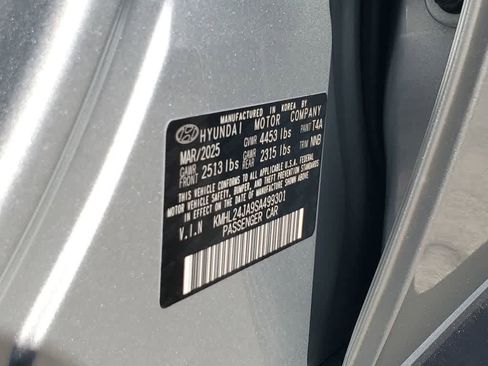 MANUFACTURED IN KOREA BY
HYUNDAI MOTOR COMPANY
MAR/2025 GVWR 4453 lbs PAINT T4A
GAWR FRONT 2513 lbs GAWR REAR 2315 lbs TRIM NNB
THIS VEHICLE CONFORMS TO ALL APPLICABLE U.S.A. FEDERAL
MOTOR VEHICLE SAFETY, BUMPER, AND THEFT PREVENTION
STANDARDS IN EFFECT ON THE DATE OF MANUFACTURE SHOWN ABOVE
V.I.N KMHL24JA9SA499301
PASSENGER CAR